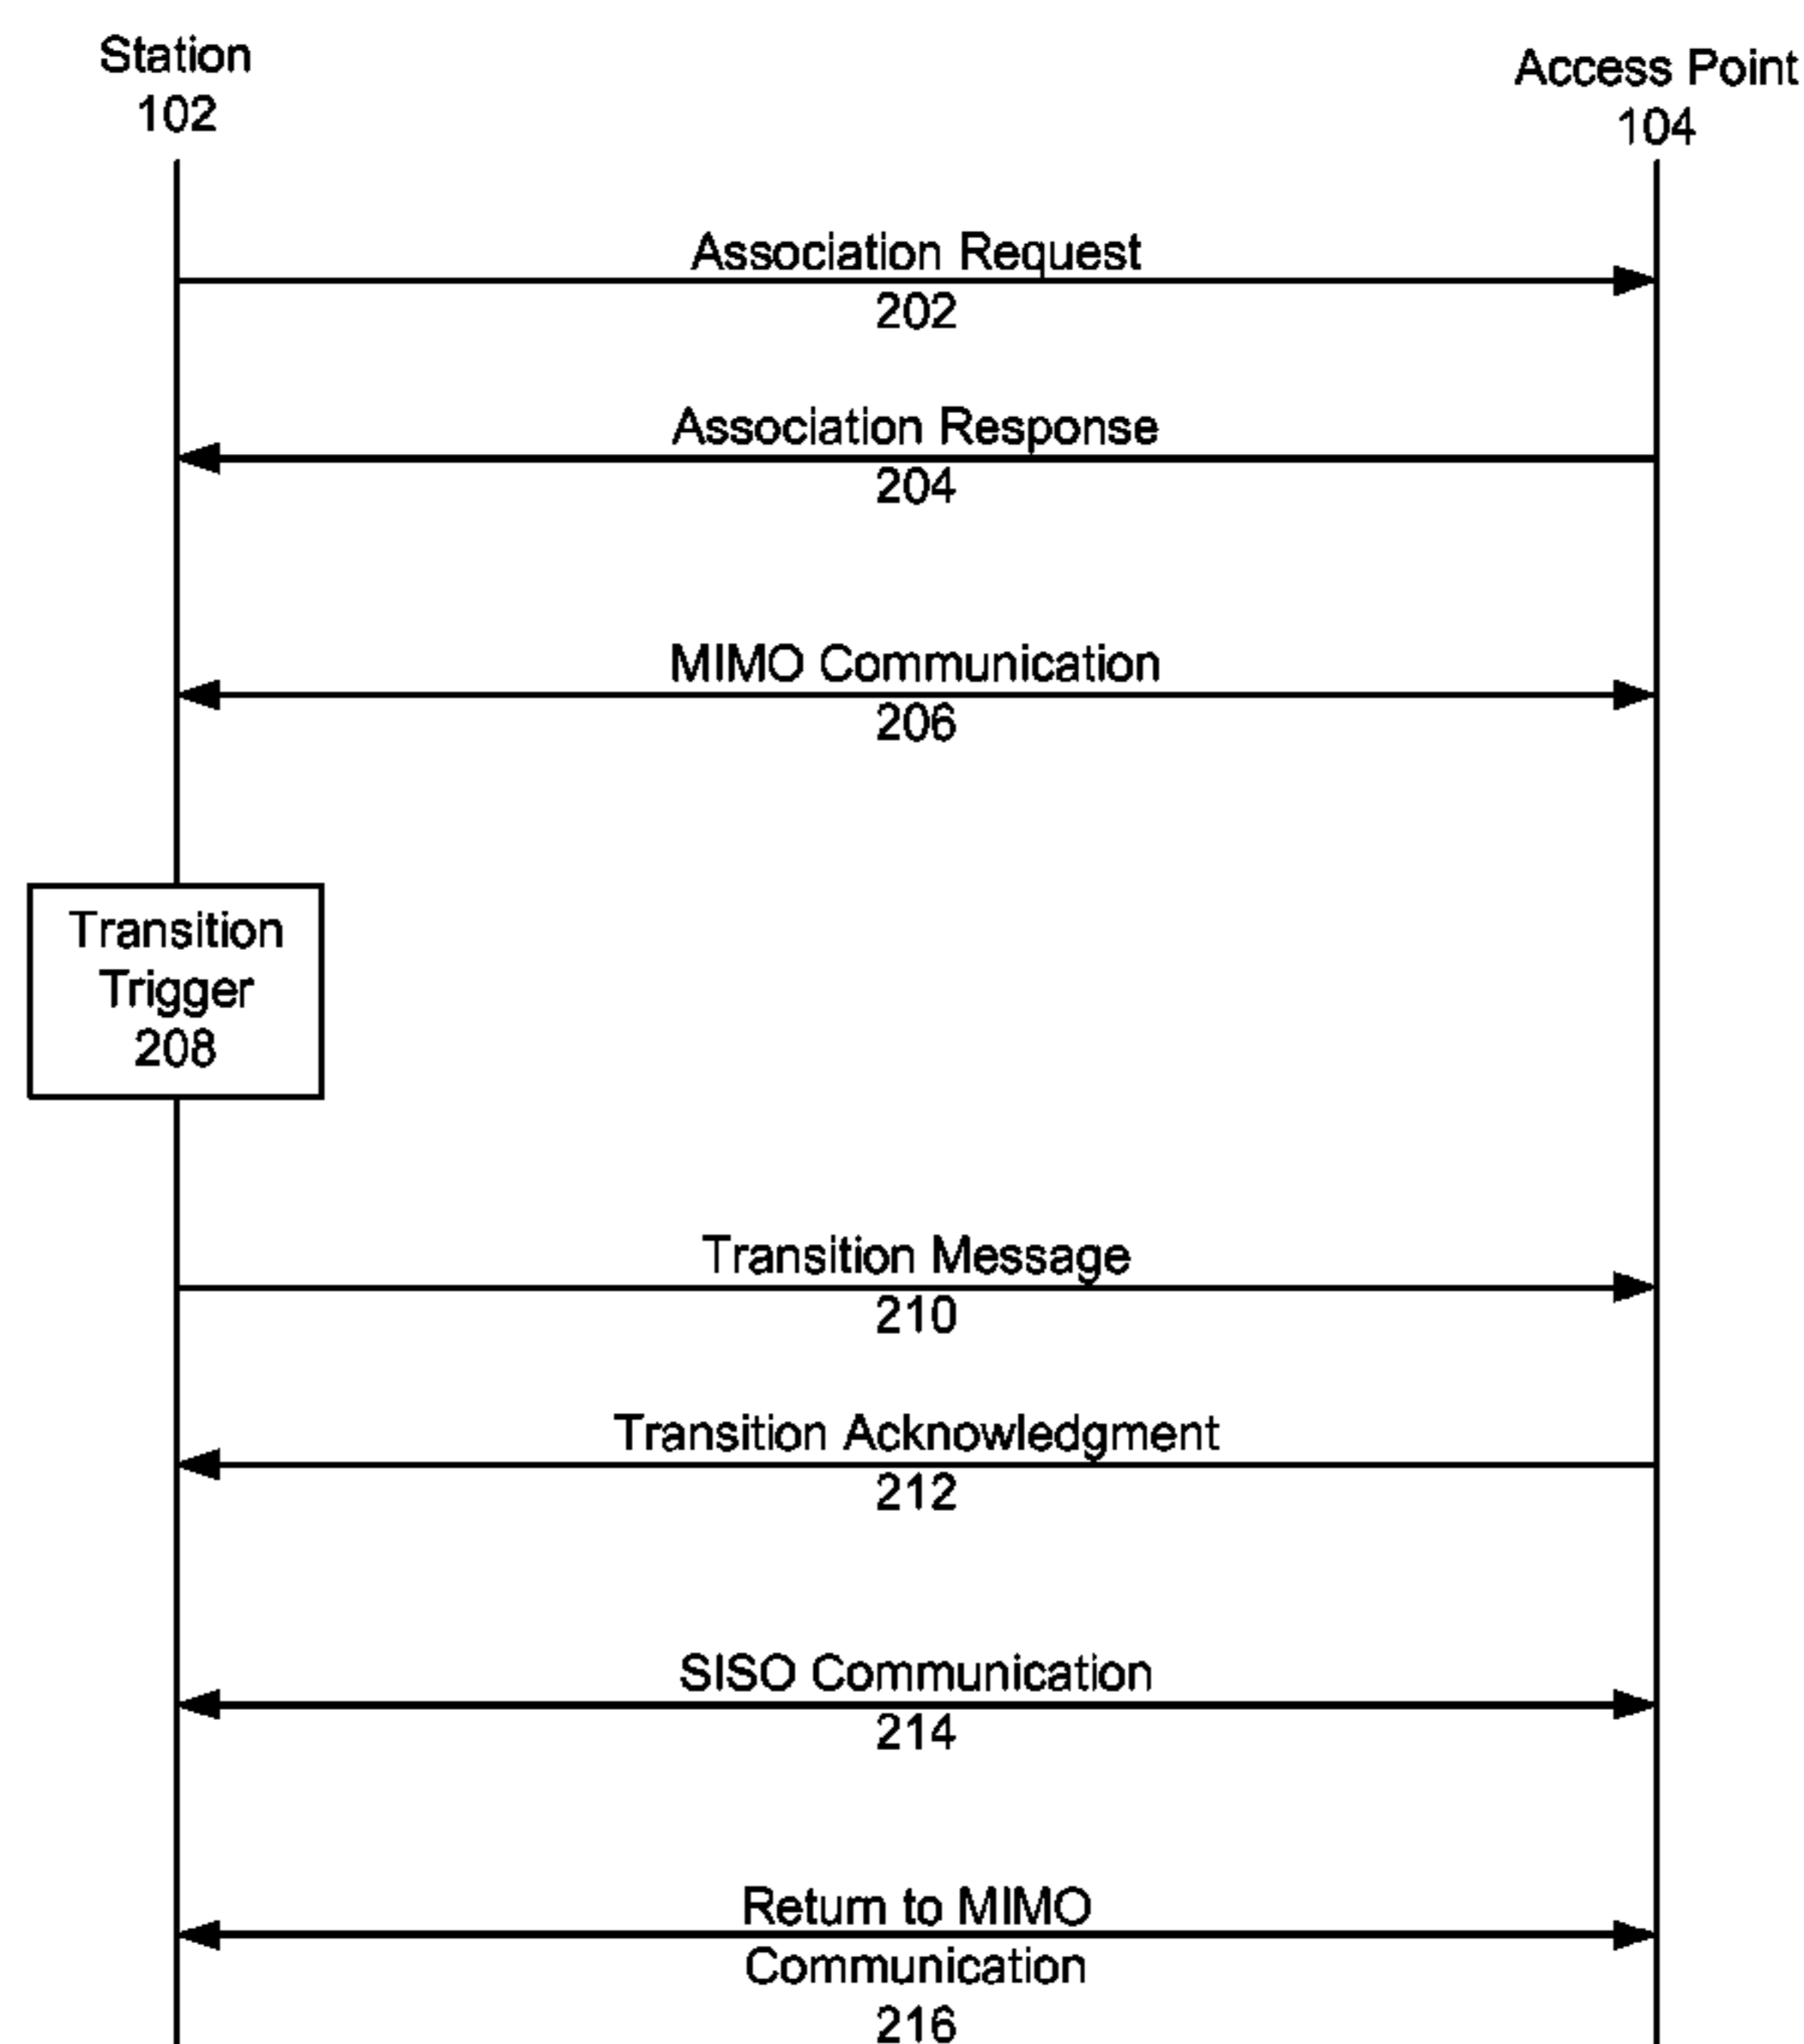 Station
102
Access Point
104
Association Request
202
Association Response
204
MIMO Communication
206
Transition
Trigger
208
Transition Message
210
Transition Acknowledgment
212
SISO Communication
214
Return to MIMO
Communication
216